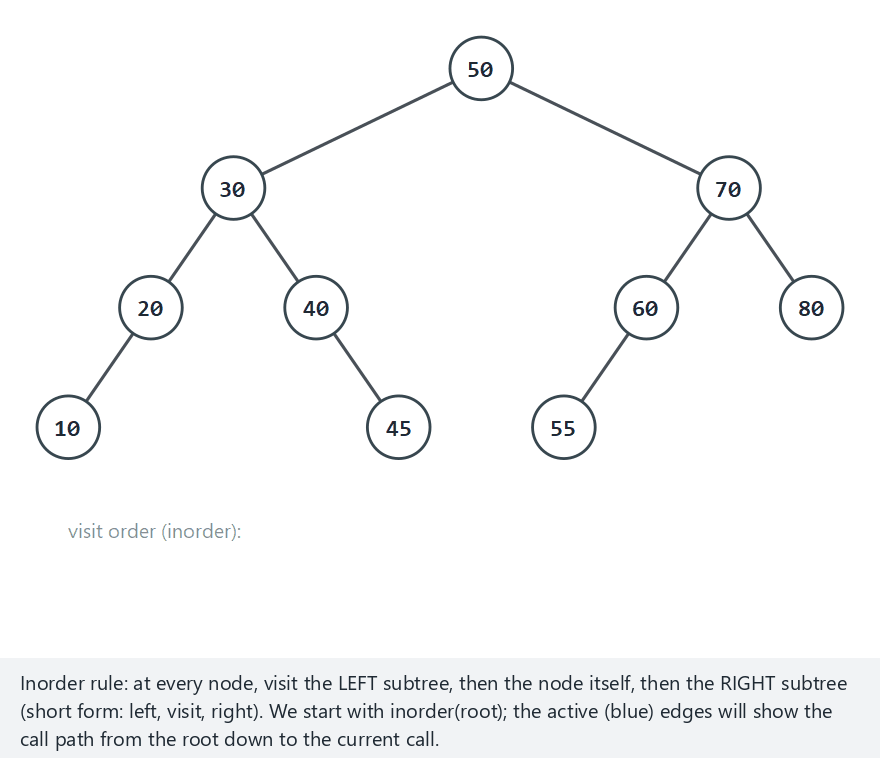 50
30
70
20
40
60
80
10
45
55
visit order (inorder):
Inorder rule: at every node, visit the LEFT subtree, then the node itself, then the RIGHT subtree
(short form: left, visit, right). We start with inorder(root); the active (blue) edges will show the
call path from the root down to the current call.